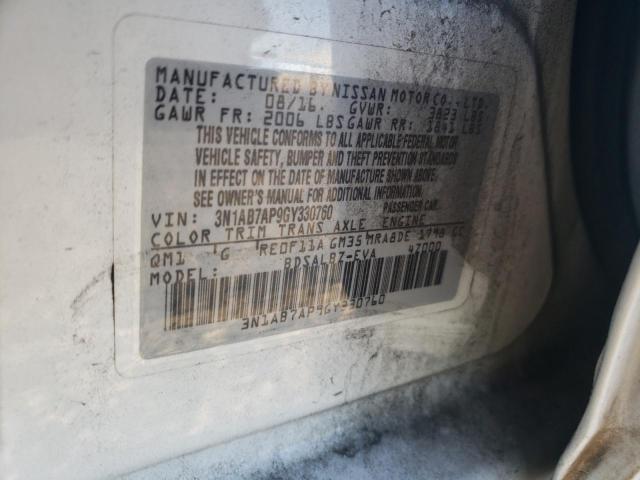 MANUFACTURED BY NISSAN MOTOR CO., LTD.
DATE: 08/16. GVWR: 3823 LBS
GAWR FR: 2006 LBS GAWR RR: 1841 LBS
THIS VEHICLE CONFORMS TO ALL APPLICABLE FEDERAL MOTOR
VEHICLE SAFETY, BUMPER AND THEFT PREVENTION STANDARDS
IN EFFECT ON THE DATE OF MANUFACTURE SHOWN ABOVE.
SEE OWNER'S MANUAL FOR ADDITIONAL INFORMATION.
VIN: 3N1AB7AP9GY330760 PASSENGER CAR
COLOR TRIM TRANS AXLE ENGINE
QM1 G RE0F11A GM35 MRA8DE 1798 CC
MODEL: BDSALBZ-EVA 47000
3N1AB7AP9GY330760